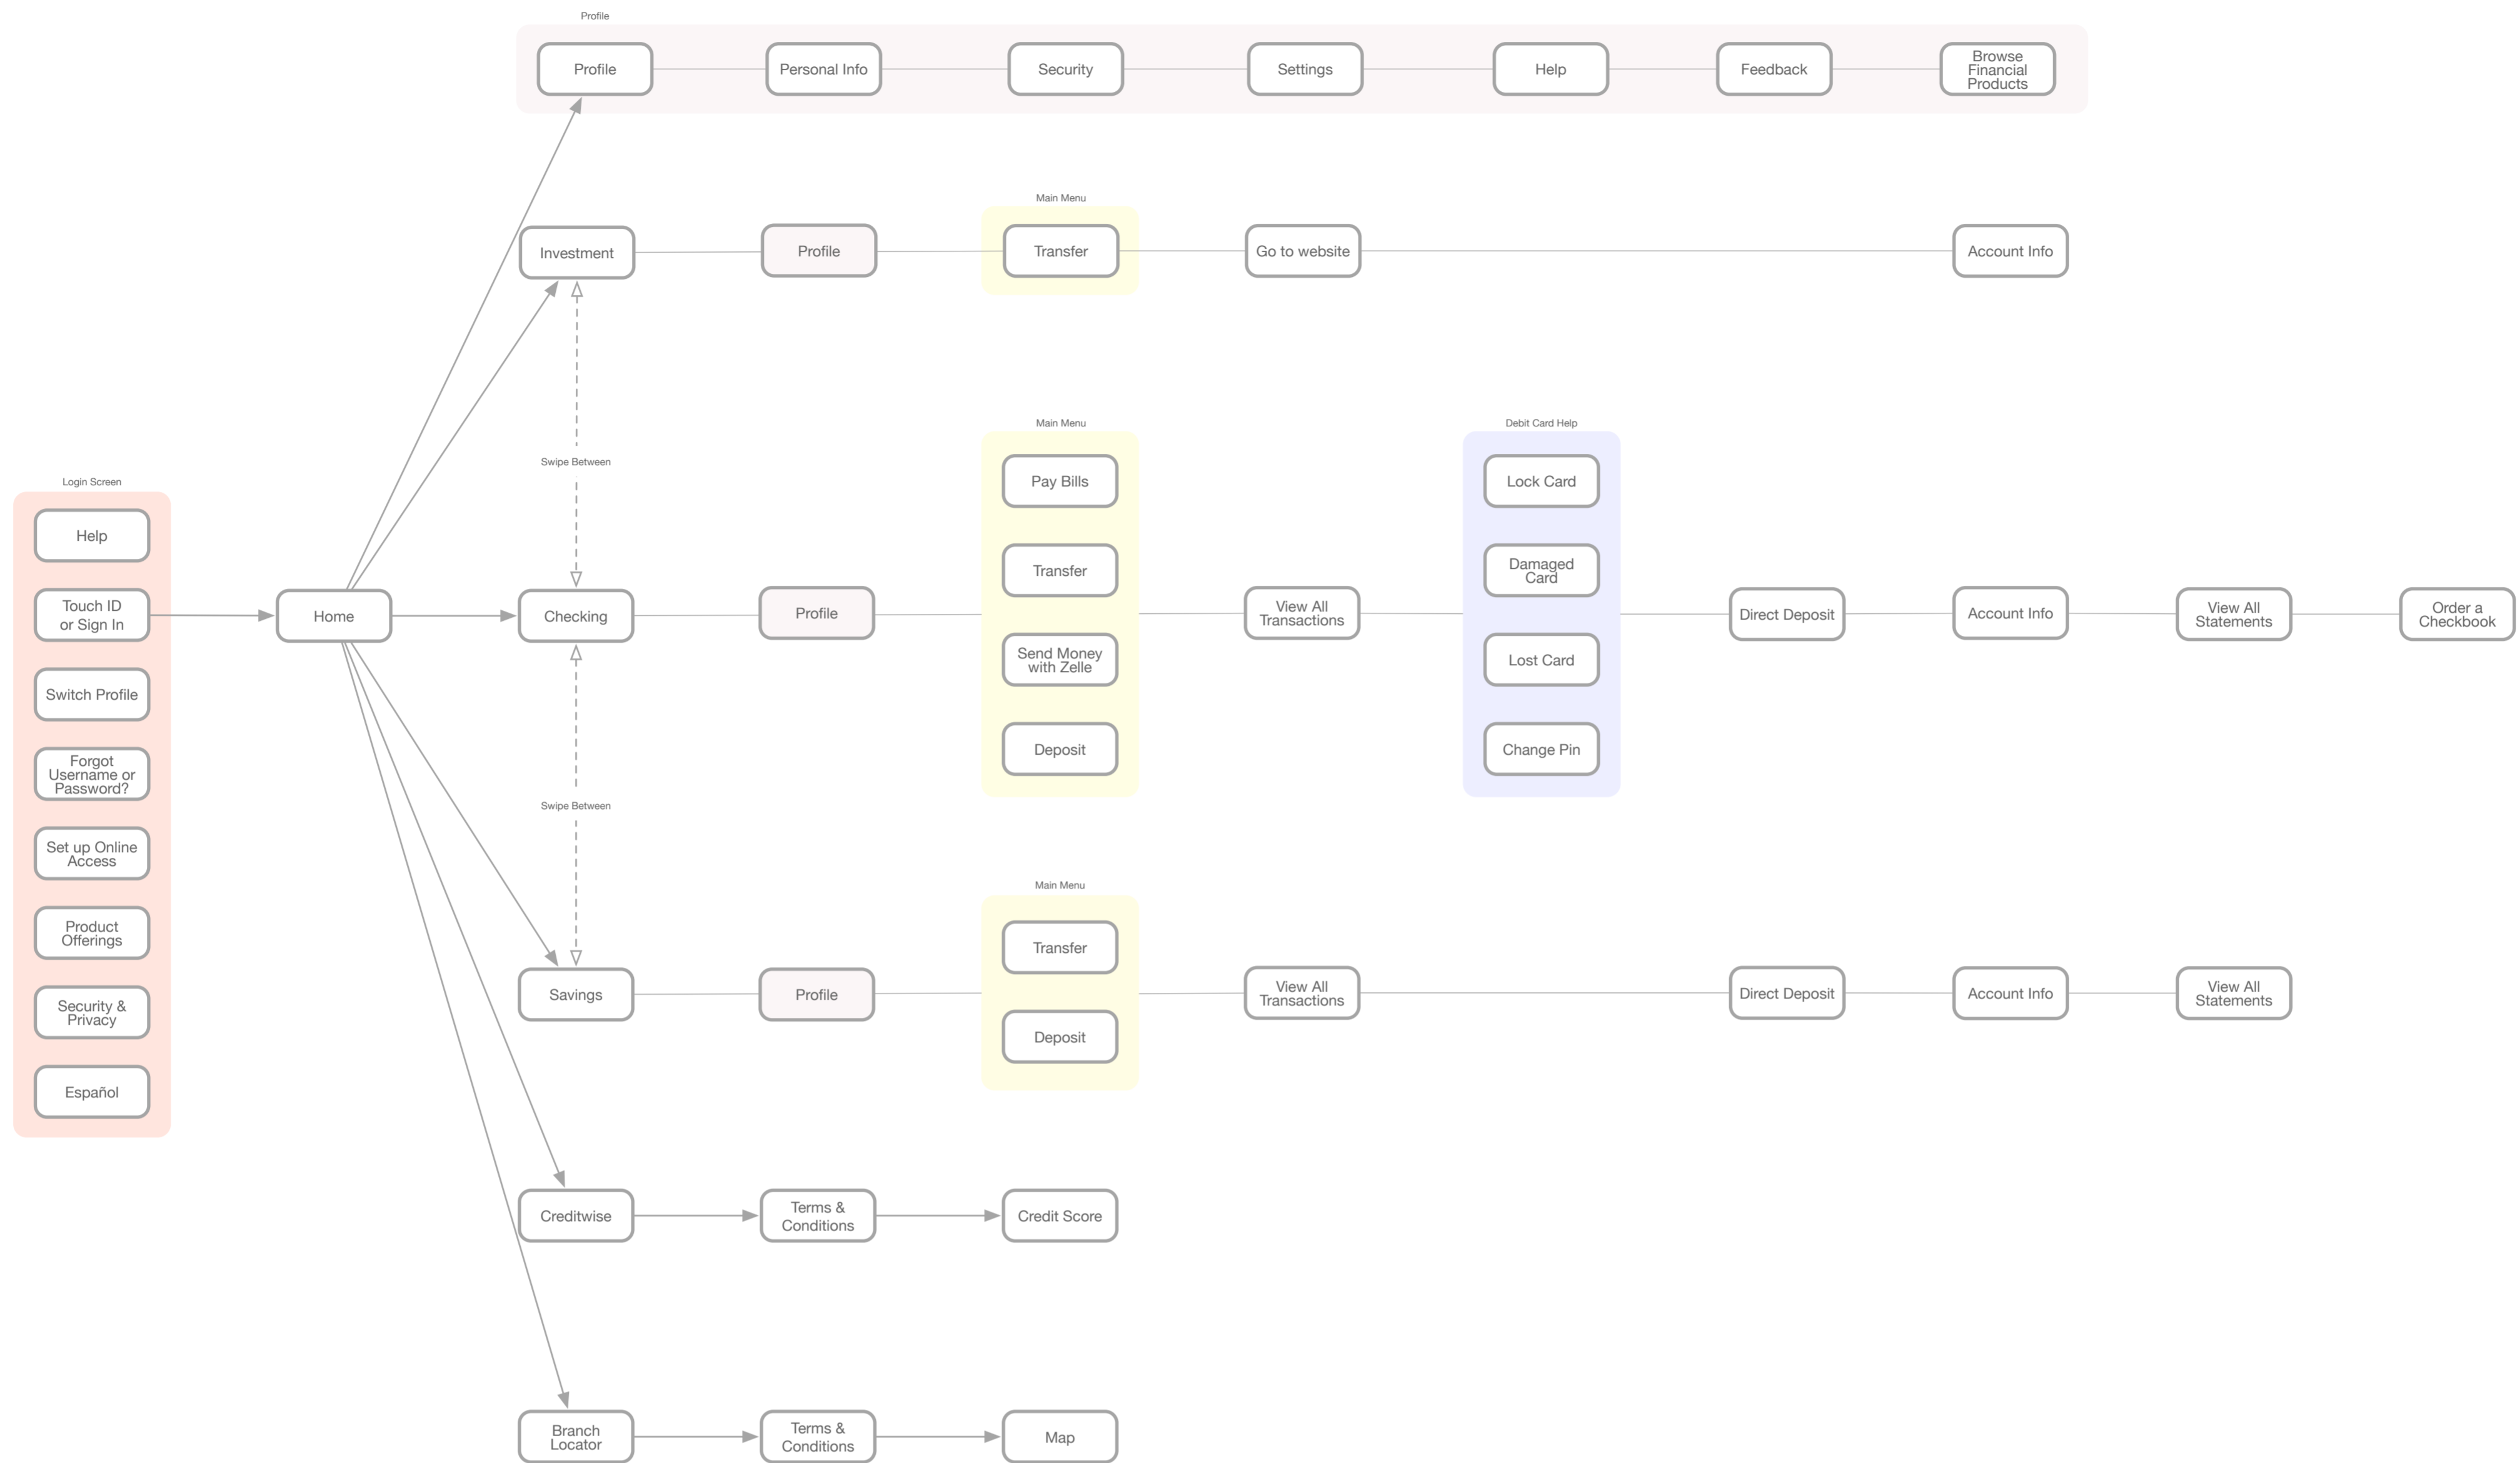 Profile
Profile
Personal Info
Security
Settings
Help
Feedback
Browse
Financial
Products
Main Menu
Investment
Profile
Transfer
Go to website
Account Info
Swipe Between
Main Menu
Pay Bills
Transfer
Send Money
with Zelle
Deposit
Debit Card Help
Lock Card
Damaged
Card
Lost Card
Change Pin
Login Screen
Help
Touch ID
or Sign In
Switch Profile
Forgot
Username or
Password?
Set up Online
Access
Product
Offerings
Security &
Privacy
Español
Home
Checking
Profile
View All
Transactions
Direct Deposit
Account Info
View All
Statements
Order a
Checkbook
Swipe Between
Main Menu
Transfer
Deposit
Savings
Profile
View All
Transactions
Direct Deposit
Account Info
View All
Statements
Creditwise
Terms &
Conditions
Credit Score
Branch
Locator
Terms &
Conditions
Map